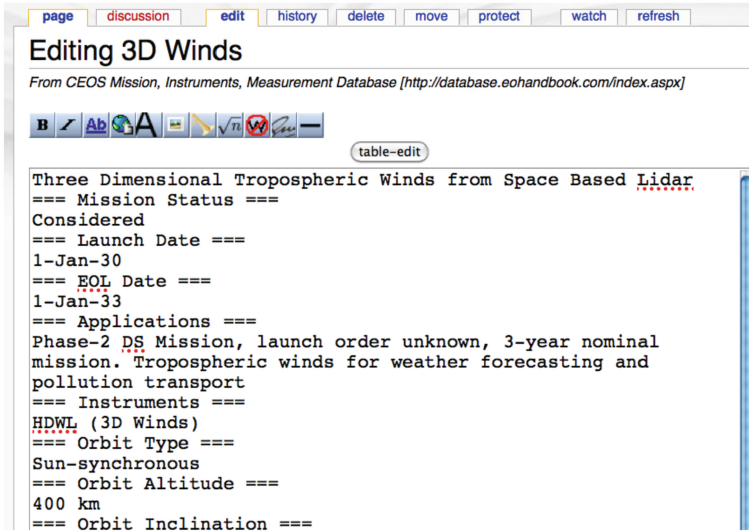 page discussion edit history delete move protect watch refresh
Editing 3D Winds
From CEOS Mission, Instruments, Measurement Database [http://database.eohandbook.com/index.aspx]
B I Ab A √n W
table-edit
Three Dimensional Tropospheric Winds from Space Based Lidar
=== Mission Status ===
Considered
=== Launch Date ===
1-Jan-30
=== EOL Date ===
1-Jan-33
=== Applications ===
Phase-2 DS Mission, launch order unknown, 3-year nominal
mission. Tropospheric winds for weather forecasting and
pollution transport
=== Instruments ===
HDWL (3D Winds)
=== Orbit Type ===
Sun-synchronous
=== Orbit Altitude ===
400 km
=== Orbit Inclination ===